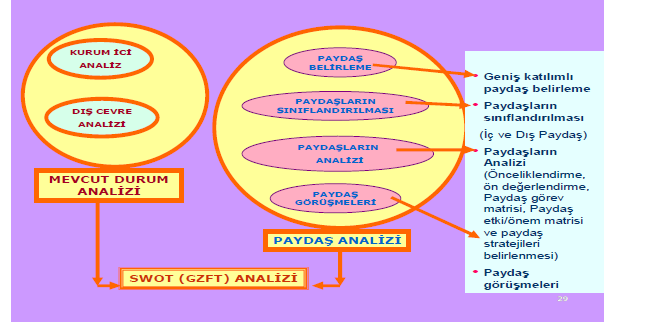 KURUM İCİ
ANALİZ
DIŞ CEVRE
ANALİZİ
MEVCUT DURUM
ANALİZİ
PAYDAŞ
BELİRLEME
PAYDAŞLARIN
SINIFLANDIRILMASI
PAYDAŞLARIN
ANALİZİ
PAYDAŞ
GÖRÜŞMELERİ
PAYDAŞ ANALİZİ
SWOT (GZFT) ANALİZİ
• Geniş katılımlı
paydaş belirleme
• Paydaşların
sınıflandırılması
(İç ve Dış Paydaş)
• Paydaşların
Analizi
(Önceliklendirme,
ön değerlendirme,
Paydaş görev
matrisi, Paydaş
etki/önem matrisi
ve paydaş
stratejileri
belirlenmesi)
• Paydaş
görüşmeleri
29